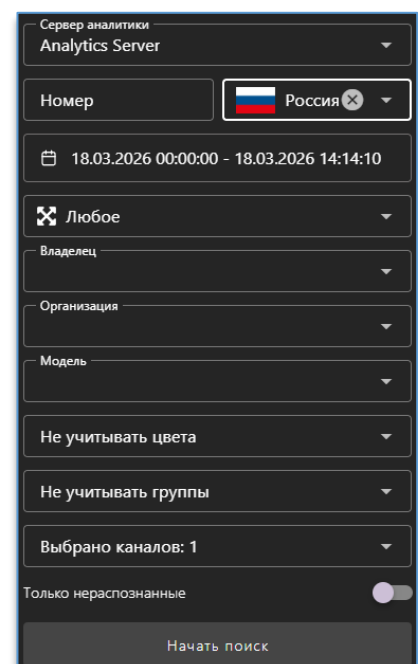 Сервер аналитики
Analytics Server
Номер
Россия
18.03.2026 00:00:00 - 18.03.2026 14:14:10
Любое
Владелец
Организация
Модель
Не учитывать цвета
Не учитывать группы
Выбрано каналов: 1
Только нераспознанные
Начать поиск